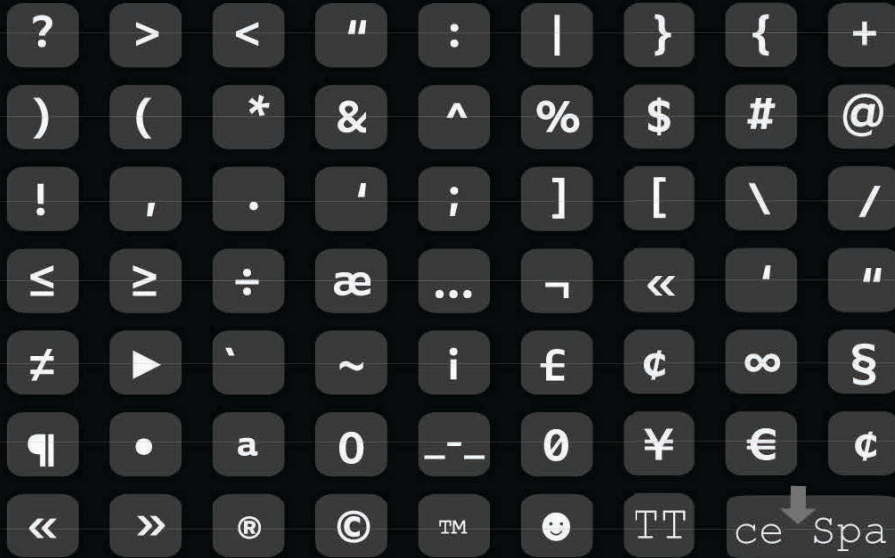 ? > < " : | } { +
) ( * & ^ % $ # @
! , . ' ; ] [ \ /
≤ ≥ ÷ æ … ¬ « ' "
≠ ► ` ~ i £ ¢ ∞ §
¶ • a 0 _-_ 0 ¥ € ¢
« » ® © ™ ☻ TT ce Spa